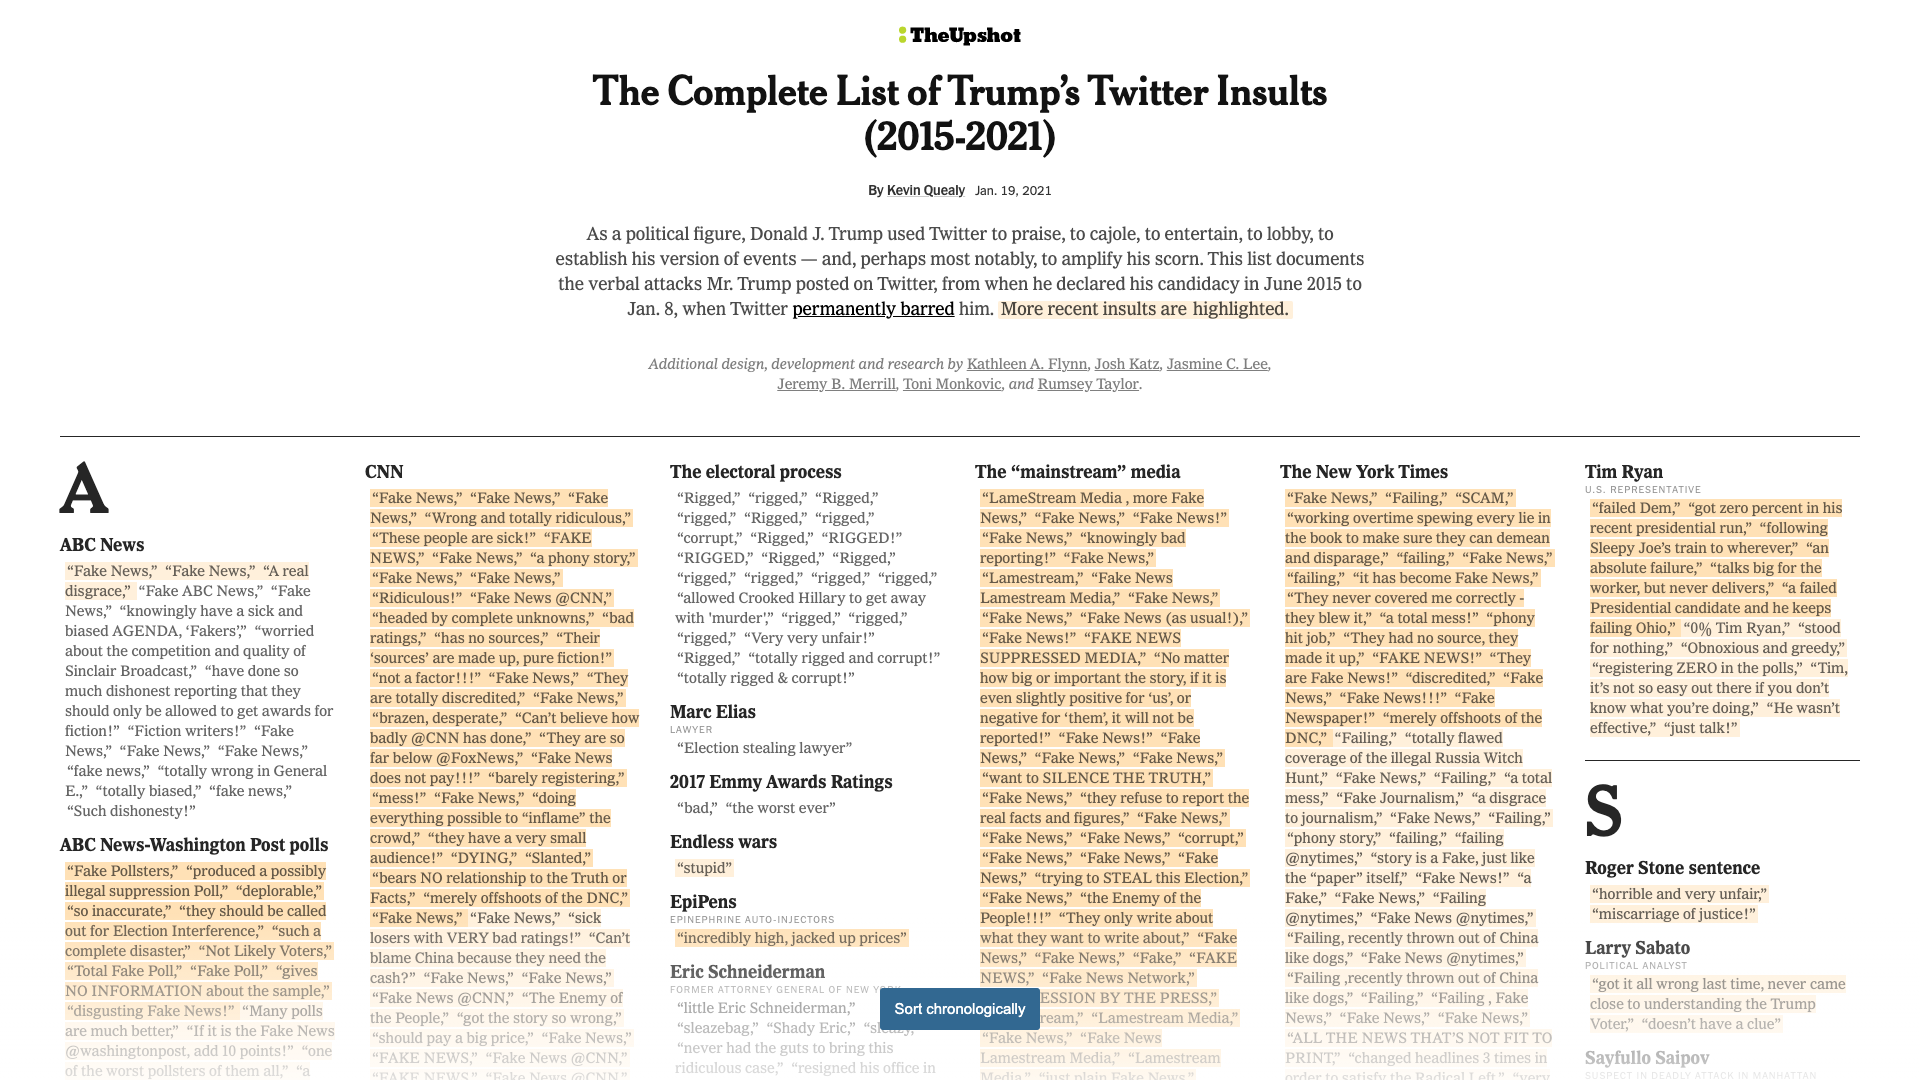 TheUpshot
The Complete List of Trump’s Twitter Insults
(2015-2021)
By Kevin Quealy Jan. 19, 2021
As a political figure, Donald J. Trump used Twitter to praise, to cajole, to entertain, to lobby, to
establish his version of events — and, perhaps most notably, to amplify his scorn. This list documents
the verbal attacks Mr. Trump posted on Twitter, from when he declared his candidacy in June 2015 to
Jan. 8, when Twitter permanently barred him. More recent insults are highlighted.
Additional design, development and research by Kathleen A. Flynn, Josh Katz, Jasmine C. Lee,
Jeremy B. Merrill, Toni Monkovic, and Rumsey Taylor.
A
ABC News
“Fake News,” “Fake News,” “A real
disgrace,” “Fake ABC News,” “Fake
News,” “knowingly have a sick and
biased AGENDA, ‘Fakers’,” “worried
about the competition and quality of
Sinclair Broadcast,” “have done so
much dishonest reporting that they
should only be allowed to get awards for
fiction!” “Fiction writers!” “Fake
News,” “Fake News,” “Fake News,”
“fake news,” “totally wrong in General
E.,” “totally biased,” “fake news,”
“Such dishonesty!”
ABC News-Washington Post polls
“Fake Pollsters,” “produced a possibly
illegal suppression Poll,” “deplorable,”
“so inaccurate,” “they should be called
out for Election Interference,” “such a
complete disaster,” “Not Likely Voters,”
“Total Fake Poll,” “Fake Poll,” “gives
NO INFORMATION about the sample,”
“disgusting Fake News!” “Many polls
are much better,” “If it is the Fake News
@washingtonpost, add 10 points!” “one
of the worst pollsters of them all,” “a
CNN
“Fake News,” “Fake News,” “Fake
News,” “Wrong and totally ridiculous,”
“These people are sick!” “FAKE
NEWS,” “Fake News,” “a phony story,”
“Fake News,” “Fake News,”
“Ridiculous!” “Fake News @CNN,”
“headed by complete unknowns,” “bad
ratings,” “has no sources,” “Their
‘sources’ are made up, pure fiction!”
“not a factor!!!” “Fake News,” “They
are totally discredited,” “Fake News,”
“brazen, desperate,” “Can’t believe how
badly @CNN has done,” “They are so
far below @FoxNews,” “Fake News
does not pay!!!” “barely registering,”
“mess!” “Fake News,” “doing
everything possible to “inflame” the
crowd,” “they have a very small
audience!” “DYING,” “Slanted,”
“bears NO relationship to the Truth or
Facts,” “merely offshoots of the DNC,”
“Fake News,” “Fake News,” “sick
losers with VERY bad ratings!” “Can’t
blame China because they need the
cash?” “Fake News,” “Fake News,”
“Fake News @CNN,” “The Enemy of
the People,” “got the story so wrong,”
“should pay a big price,” “Fake News,”
“FAKE NEWS,” “Fake News @CNN,”
“FAKE NEWS,” “Fake News @CNN,”
The electoral process
“Rigged,” “rigged,” “Rigged,”
“rigged,” “Rigged,” “rigged,”
“corrupt,” “Rigged,” “RIGGED!”
“RIGGED,” “Rigged,” “Rigged,”
“rigged,” “rigged,” “rigged,” “rigged,”
“allowed Crooked Hillary to get away
with 'murder',” “rigged,” “rigged,”
“rigged,” “Very very unfair!”
“Rigged,” “totally rigged and corrupt!”
“totally rigged & corrupt!”
Marc Elias
LAWYER
“Election stealing lawyer”
2017 Emmy Awards Ratings
“bad,” “the worst ever”
Endless wars
“stupid”
EpiPens
EPINEPHRINE AUTO-INJECTORS
“incredibly high, jacked up prices”
Eric Schneiderman
FORMER ATTORNEY GENERAL OF NEW YORK
“little Eric Schneiderman,”
“sleazebag,” “Shady Eric,” “sleazy,”
“never had the guts to bring this
ridiculous case,” “resigned his office in
The “mainstream” media
“LameStream Media , more Fake
News,” “Fake News,” “Fake News!”
“Fake News,” “knowingly bad
reporting!” “Fake News,”
“Lamestream,” “Fake News
Lamestream Media,” “Fake News,”
“Fake News,” “Fake News (as usual!),”
“Fake News!” “FAKE NEWS
SUPPRESSED MEDIA,” “No matter
how big or important the story, if it is
even slightly positive for ‘us’, or
negative for ‘them’, it will not be
reported!” “Fake News!” “Fake
News,” “Fake News,” “Fake News,”
“want to SILENCE THE TRUTH,”
“Fake News,” “they refuse to report the
real facts and figures,” “Fake News,”
“Fake News,” “Fake News,” “corrupt,”
“Fake News,” “Fake News,” “Fake
News,” “trying to STEAL this Election,”
“Fake News,” “the Enemy of the
People!!!” “They only write about
what they want to write about,” “Fake
News,” “Fake News,” “Fake,” “FAKE
NEWS,” “Fake News Network,”
ESSION BY THE PRESS,”
ream,” “Lamestream Media,”
“Fake News,” “Fake News
Lamestream Media,” “Lamestream
Media,” “just plain Fake News,”
The New York Times
“Fake News,” “Failing,” “SCAM,”
“working overtime spewing every lie in
the book to make sure they can demean
and disparage,” “failing,” “Fake News,”
“failing,” “it has become Fake News,”
“They never covered me correctly -
they blew it,” “a total mess!” “phony
hit job,” “They had no source, they
made it up,” “FAKE NEWS!” “They
are Fake News!” “discredited,” “Fake
News,” “Fake News!!!” “Fake
Newspaper!” “merely offshoots of the
DNC,” “Failing,” “totally flawed
coverage of the illegal Russia Witch
Hunt,” “Fake News,” “Failing,” “a total
mess,” “Fake Journalism,” “a disgrace
to journalism,” “Fake News,” “Failing,”
“phony story,” “failing,” “failing
@nytimes,” “story is a Fake, just like
the “paper” itself,” “Fake News!” “a
Fake,” “Fake News,” “Failing
@nytimes,” “Fake News @nytimes,”
“Failing, recently thrown out of China
like dogs,” “Fake News @nytimes,”
“Failing ,recently thrown out of China
like dogs,” “Failing,” “Failing , Fake
News,” “Fake News,” “Fake News,”
“ALL THE NEWS THAT’S NOT FIT TO
PRINT,” “changed headlines 3 times in
order to satisfy the Radical Left,” “very
Tim Ryan
U.S. REPRESENTATIVE
“failed Dem,” “got zero percent in his
recent presidential run,” “following
Sleepy Joe’s train to wherever,” “an
absolute failure,” “talks big for the
worker, but never delivers,” “a failed
Presidential candidate and he keeps
failing Ohio,” “0% Tim Ryan,” “stood
for nothing,” “Obnoxious and greedy,”
“registering ZERO in the polls,” “Tim,
it’s not so easy out there if you don’t
know what you’re doing,” “He wasn’t
effective,” “just talk!”
S
Roger Stone sentence
“horrible and very unfair,”
“miscarriage of justice!”
Larry Sabato
POLITICAL ANALYST
“got it all wrong last time, never came
close to understanding the Trump
Voter,” “doesn’t have a clue”
Sayfullo Saipov
SUSPECT IN DEADLY ATTACK IN MANHATTAN
Sort chronologically